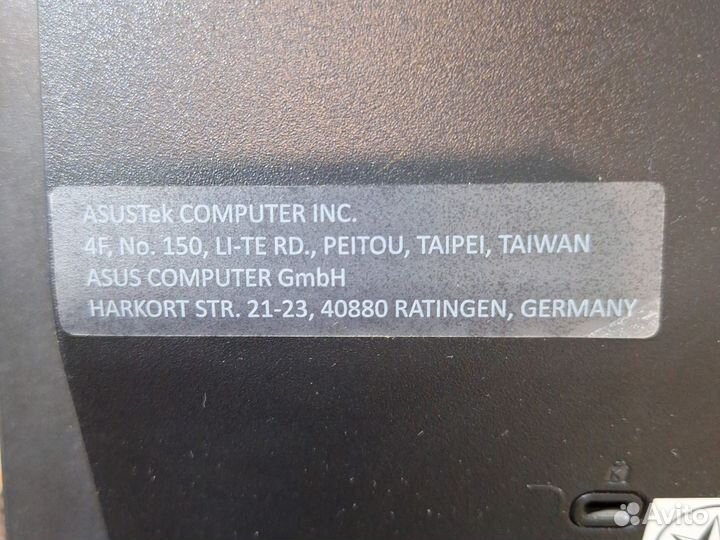 ASUSTek COMPUTER INC.
4F, No. 150, LI-TE RD., PEITOU, TAIPEI, TAIWAN
ASUS COMPUTER GmbH
HARKORT STR. 21-23, 40880 RATINGEN, GERMANY
K
Avito